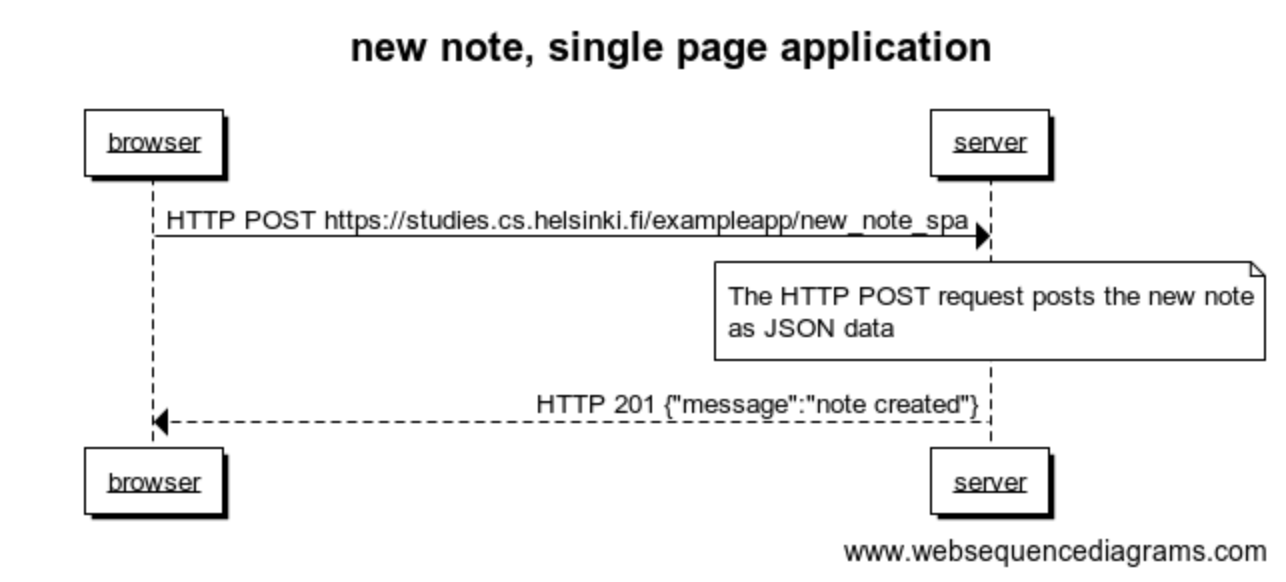 new note, single page application
browser
server
HTTP POST https://studies.cs.helsinki.fi/exampleapp/new_note_spa
The HTTP POST request posts the new note
as JSON data
HTTP 201 {"message":"note created"}
browser
server
www.websequencediagrams.com